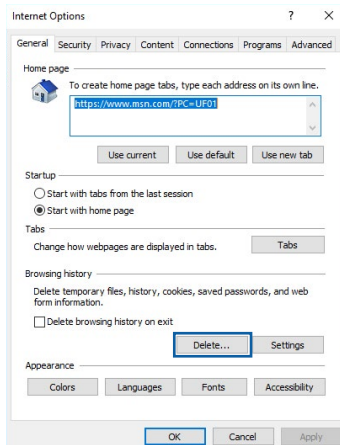 Internet Options ? X
General Security Privacy Content Connections Programs Advanced
Home page
To create home page tabs, type each address on its own line.
https://www.msn.com/?PC=UF01
Use current Use default Use new tab
Startup
Start with tabs from the last session
Start with home page
Tabs
Change how webpages are displayed in tabs. Tabs
Browsing history
Delete temporary files, history, cookies, saved passwords, and web
form information.
Delete browsing history on exit
Delete... Settings
Appearance
Colors Languages Fonts Accessibility
OK Cancel Apply